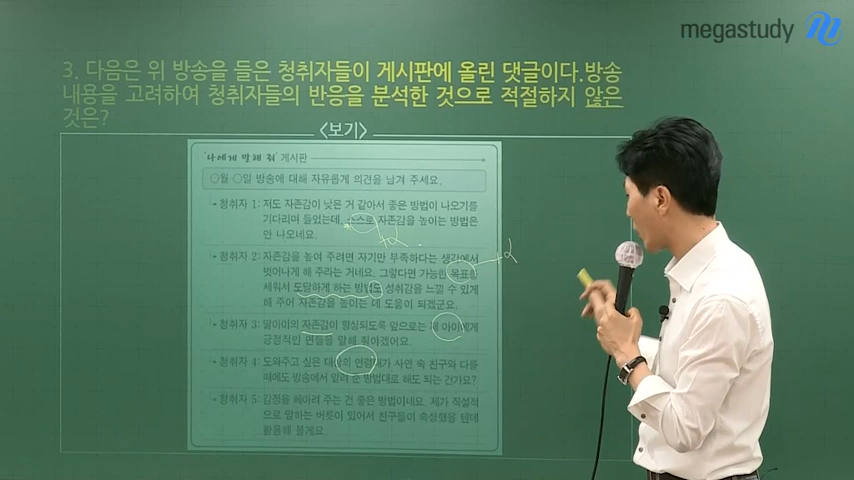 megastudy
3. 다음은 위 방송을 들은 청취자들이 게시판에 올린 댓글이다.방송
내용을 고려하여 청취자들의 반응을 분석한 것으로 적절하지 않은
것은?
<보기>
'나에게 말해 줘' 게시판
○월 ○일 방송에 대해 자유롭게 의견을 남겨 주세요.
청취자 1: 저도 자존감이 낮은 거 같아서 좋은 방법이 나오기를
기다리며 들었는데, 스스로 자존감을 높이는 방법은
안 나오네요.
+α
청취자 2: 자존감을 높여 주려면 자기만 부족하다는 생각에서
+α
벗어나게 해 주라는 거네요. 그렇다면 가능한 목표를
세워서 도달하게 하는 방법도 성취감을 느낄 수 있게
해 주어 자존감을 높이는 데 도움이 되겠군요.
청취자 3: 딸아이의 자존감이 향상되도록 앞으로는 제 아이에게
긍정적인 면들을 말해 줘야겠어요.
청취자 4: 도와주고 싶은 대상의 연령대가 사연 속 친구와 다를
때에도 방송에서 알려 준 방법대로 해도 되는 건가요?
청취자 5: 감정을 헤아려 주는 건 좋은 방법이네요. 제가 직설적
으로 말하는 버릇이 있어서 친구들이 속상했을 텐데
활용해 볼게요.